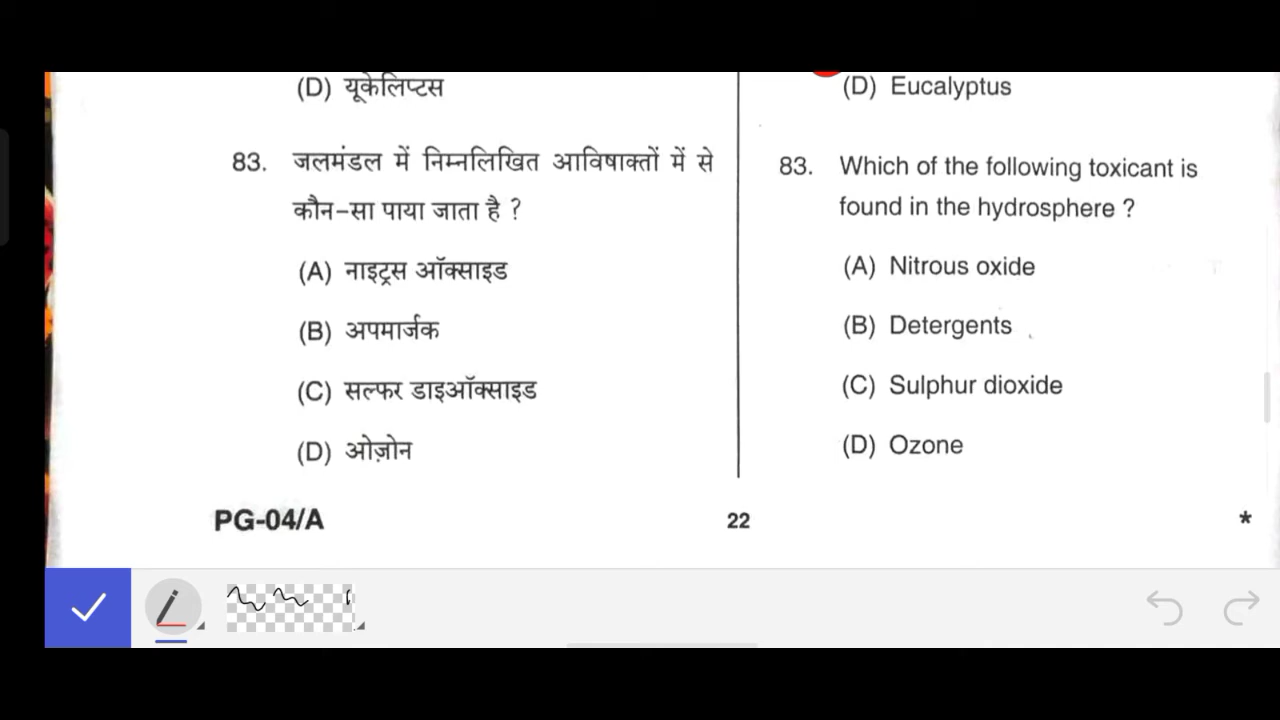 (D) यूकेलिप्टस
83. जलमंडल में निम्नलिखित आविषाक्तों में से
कौन-सा पाया जाता है ?
(A) नाइट्रस ऑक्साइड
(B) अपमार्जक
(C) सल्फर डाइऑक्साइड
(D) ओज़ोन
(D) Eucalyptus
83. Which of the following toxicant is
found in the hydrosphere ?
(A) Nitrous oxide
(B) Detergents
(C) Sulphur dioxide
(D) Ozone
PG-04/A
22
*